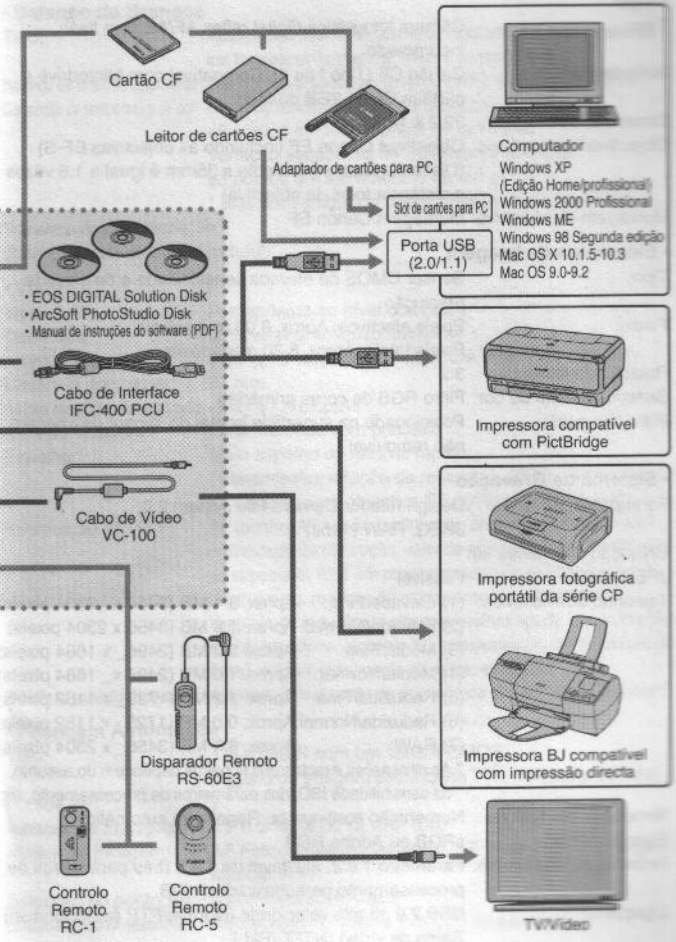 Cartão CF
Leitor de cartões CF
Adaptador de cartões para PC
Slot de cartões para PC
Porta USB
(2.0/1.1)
Computador
Windows XP
(Edição Home/profissional)
Windows 2000 Profissional
Windows ME
Windows 98 Segunda edição
Mac OS X 10.1.5-10.3
Mac OS 9.0-9.2
• EOS DIGITAL Solution Disk
• ArcSoft PhotoStudio Disk
• Manual de instruções do software (PDF)
Cabo de Interface
IFC-400 PCU
Impressora compatível
com PictBridge
Cabo de Vídeo
VC-100
Impressora fotográfica
portátil da série CP
Impressora BJ compatível
com impressão directa
Disparador Remoto
RS-60E3
Controlo
Remoto
RC-1
Controlo
Remoto
RC-5
TV/Vídeo